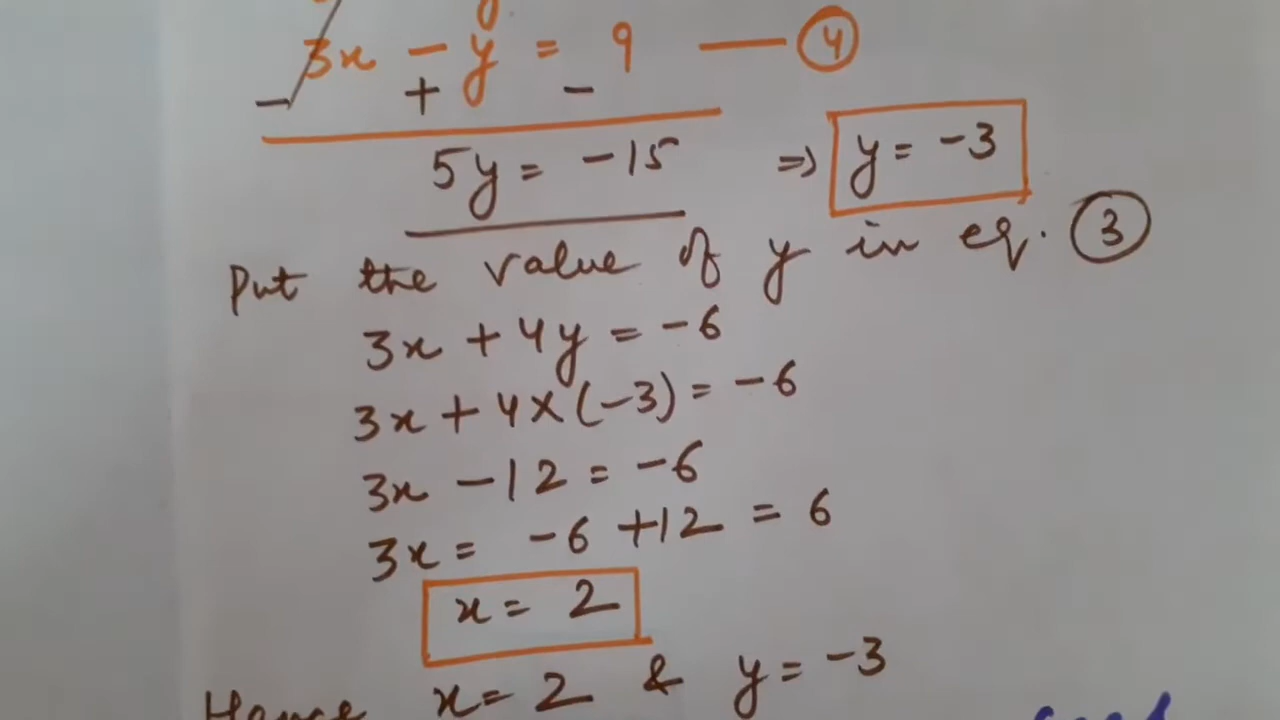 3x - y = 9 — 4
- + -
5y = -15 ⇒ y = -3
Put the value of y in eq. 3
3x + 4y = -6
3x + 4 × (-3) = -6
3x - 12 = -6
3x = -6 + 12 = 6
x = 2
Hence x = 2 & y = -3